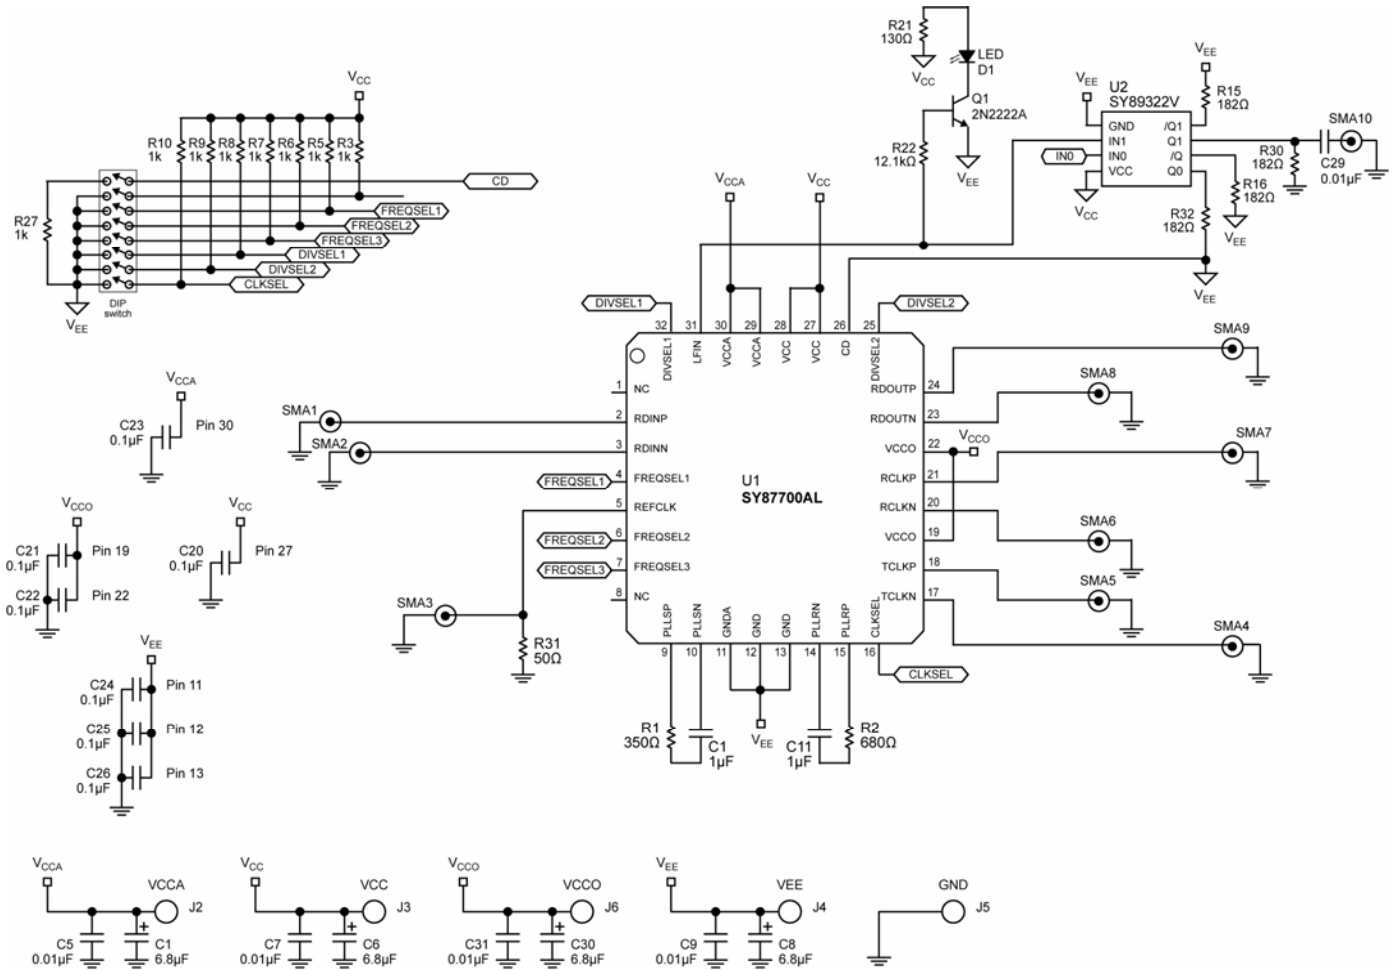 R21
130Ω
VCC
LED
D1
Q1
2N2222A
R22
12.1kΩ
VEE
VEE
U2
SY89322V
GND
IN1
IN0
VCC
/Q1
Q1
/Q
Q0
IN0
VCC
VEE
R15
182Ω
SMA10
R30
182Ω
C29
0.01µF
R16
182Ω
VEE
R32
182Ω
VEE
VCC
R10
1k
R9
1k
R8
1k
R7
1k
R6
1k
R5
1k
R3
1k
CD
FREQSEL1
FREQSEL2
FREQSEL3
DIVSEL1
DIVSEL2
CLKSEL
R27
1k
VEE
DIP
switch
VCCA
VCC
DIVSEL1
DIVSEL2
32
31
30
29
28
27
26
25
DIVSEL1
LFIN
VCCA
VCCA
VCC
VCC
CD
DIVSEL2
1
NC
2
RDINP
3
RDINN
4
FREQSEL1
5
REFCLK
6
FREQSEL2
7
FREQSEL3
8
NC
U1
SY87700AL
RDOUTP
24
RDOUTN
23
VCCO
22
RCLKP
21
RCLKN
20
VCCO
19
TCLKP
18
TCLKN
17
PLLSP
PLLSN
GNDA
GND
GND
PLLRN
PLLRP
CLKSEL
9
10
11
12
13
14
15
16
SMA1
SMA2
FREQSEL1
FREQSEL2
FREQSEL3
SMA3
R31
50Ω
SMA9
SMA8
VCCO
SMA7
SMA6
SMA5
SMA4
CLKSEL
R1
350Ω
C1
1µF
VEE
C11
1µF
R2
680Ω
VCCA
C23
0.1µF
Pin 30
VCCO
C21
0.1µF
Pin 19
C22
0.1µF
Pin 22
VCC
C20
0.1µF
Pin 27
VEE
C24
0.1µF
Pin 11
C25
0.1µF
Pin 12
C26
0.1µF
Pin 13
VCCA
VCCA
J2
C5
0.01µF
+
C1
6.8µF
VCC
VCC
J3
C7
0.01µF
+
C6
6.8µF
VCCO
VCCO
J6
C31
0.01µF
+
C30
6.8µF
VEE
VEE
J4
C9
0.01µF
+
C8
6.8µF
GND
J5